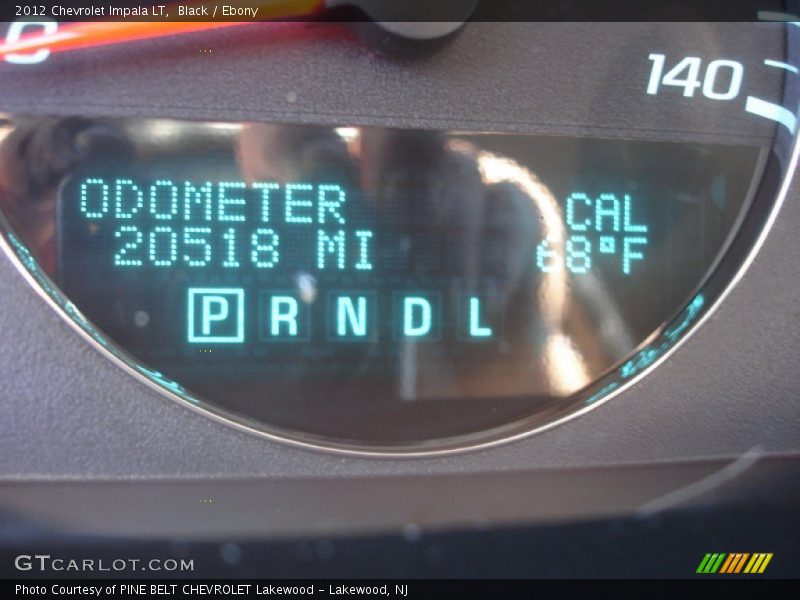 2012 Chevrolet Impala LT,  Black / Ebony
0
140
ODOMETER CAL
20518 MI 68°F
P R N D L
GTCARLOT.COM
Photo Courtesy of PINE BELT CHEVROLET Lakewood - Lakewood, NJ